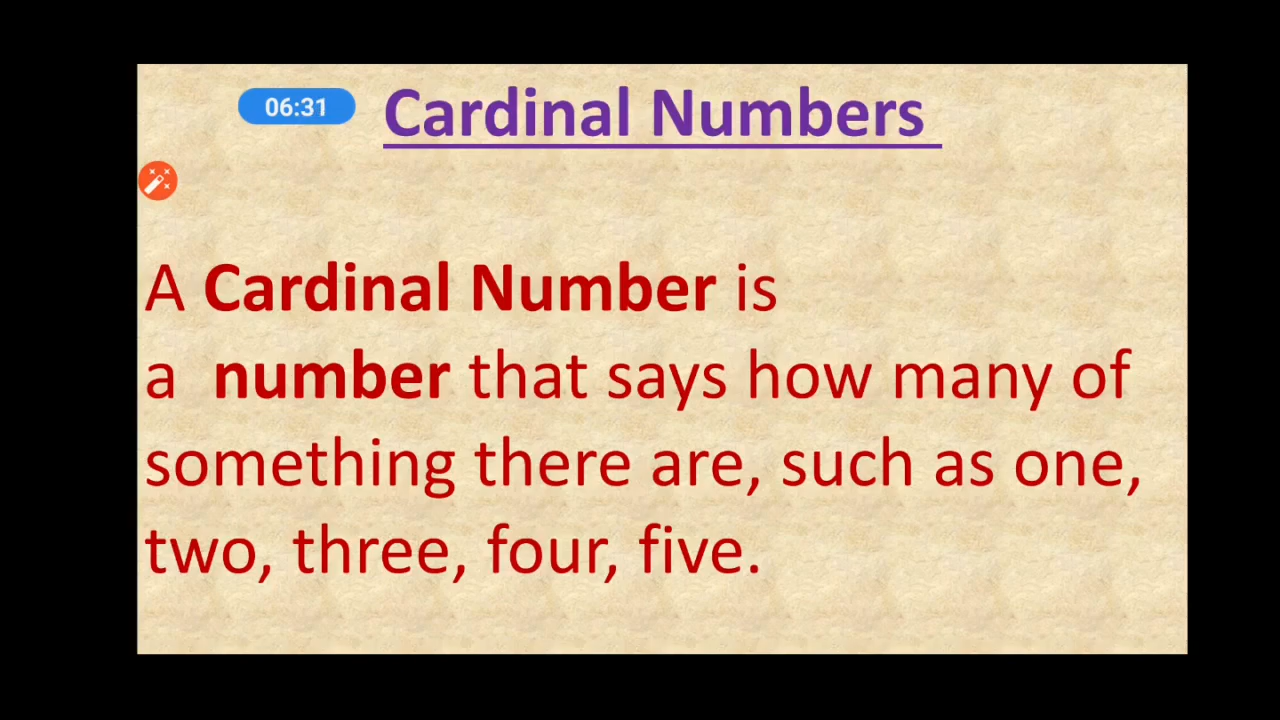 06:31
Cardinal Numbers
A Cardinal Number is
a number that says how many of
something there are, such as one,
two, three, four, five.